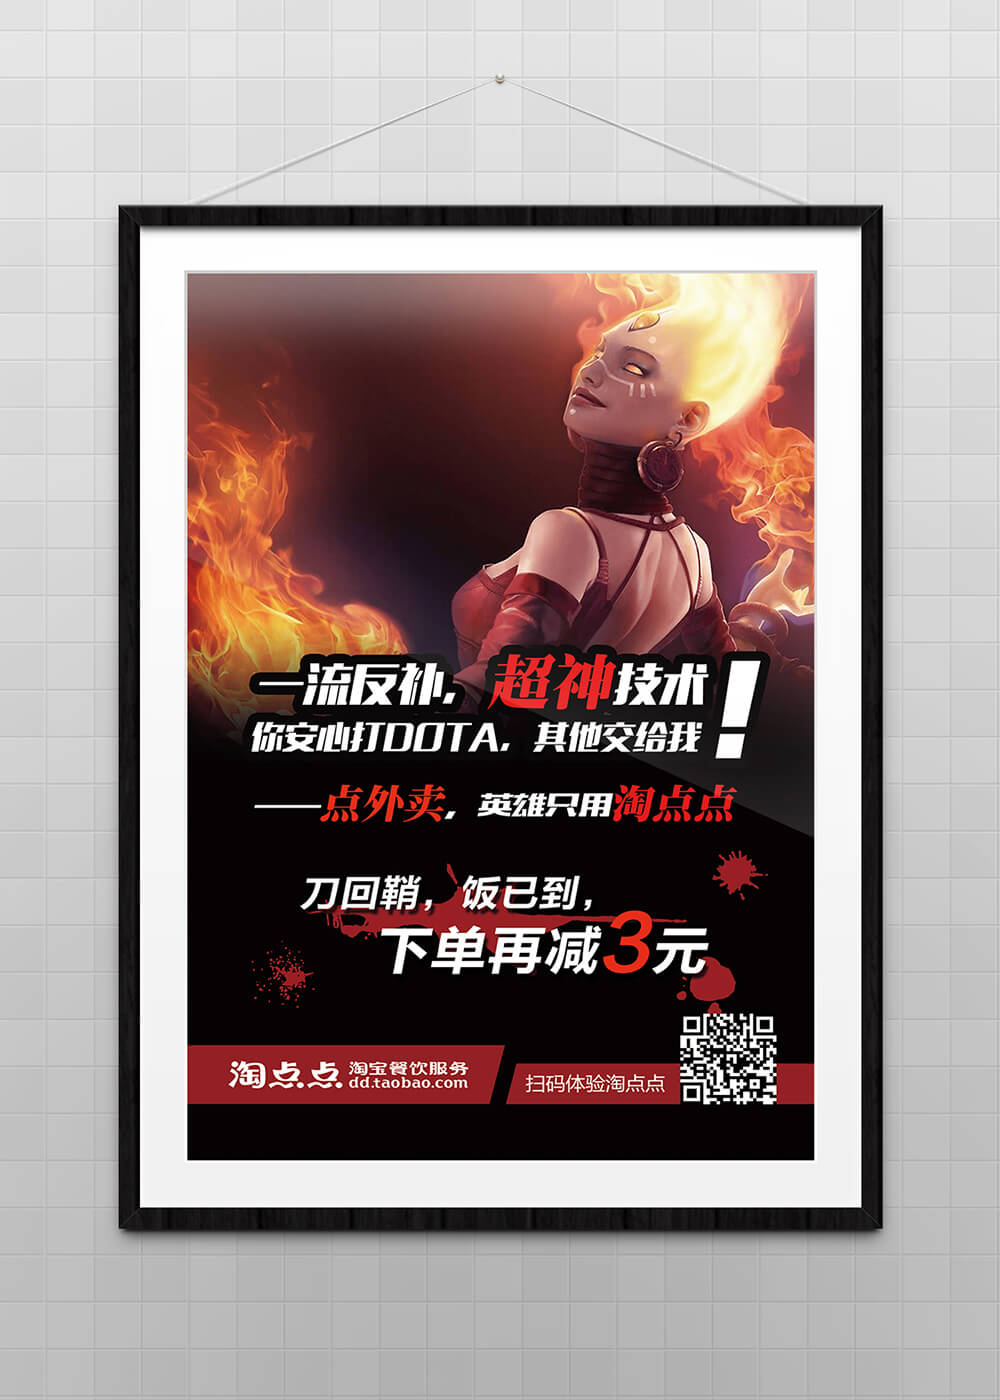 一流反补，超神技术！
你安心打DOTA，其他交给我
——点外卖，英雄只用淘点点
刀回鞘，饭已到，
下单再减3元
淘点点 淘宝餐饮服务
dd.taobao.com
扫码体验淘点点